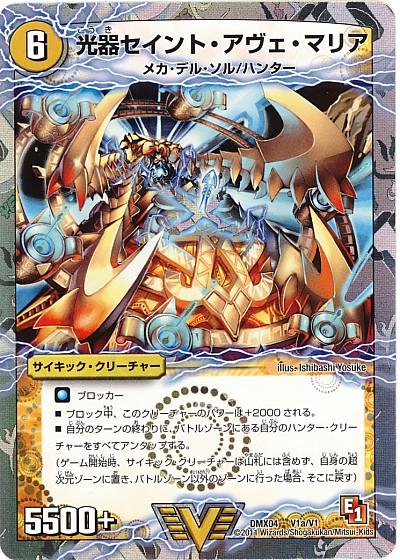 6
光器セイント・アヴェ・マリア
メカ・デル・ソル/ハンター
サイキック・クリーチャー
illus. Ishibashi Yosuke
ブロッカー
■ ブロック中、このクリーチャーのパワーは+2000される。
■ 自分のターンの終わりに、バトルゾーンにある自分のハンター・クリー
チャーをすべてアンタップする。
(ゲーム開始時、サイキック・クリーチャーは山札には含めず、自身の超
次元ゾーンに置き、バトルゾーン以外のゾーンに行った場合、そこに戻す)
5500+
V
E1
DMX04 V1a/V1
©2011 Wizards/Shogakukan/Mitsui-Kids